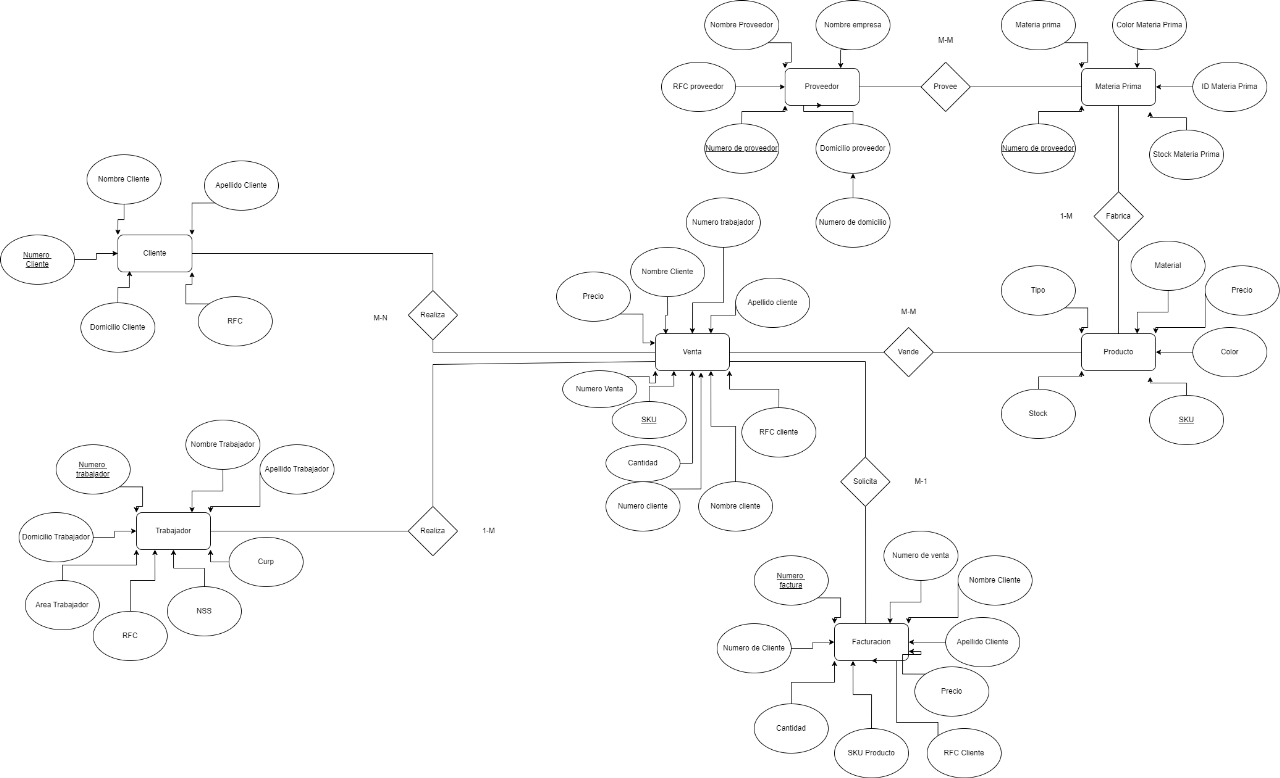 Nombre Proveedor
Nombre empresa
M-M
Materia prima
Color Materia Prima
RFC proveedor
Proveedor
Provee
Materia Prima
ID Materia Prima
Numero de proveedor
Domicilio proveedor
Numero de proveedor
Stock Materia Prima
Numero de domicilio
1-M
Fabrica
Nombre Cliente
Apellido Cliente
Numero
Cliente
Cliente
Domicilio Cliente
RFC
M-N
Realiza
Numero trabajador
Nombre Cliente
Precio
Apellido cliente
Venta
M-M
Vende
Tipo
Material
Precio
Producto
Color
Stock
SKU
Numero Venta
SKU
RFC cliente
Cantidad
Numero cliente
Nombre cliente
Solicita
M-1
Nombre Trabajador
Numero
trabajador
Apellido Trabajador
Domicilio Trabajador
Trabajador
Realiza
1-M
Curp
Area Trabajador
NSS
RFC
Numero de venta
Numero
factura
Nombre Cliente
Numero de Cliente
Facturacion
Apellido Cliente
Precio
Cantidad
SKU Producto
RFC Cliente